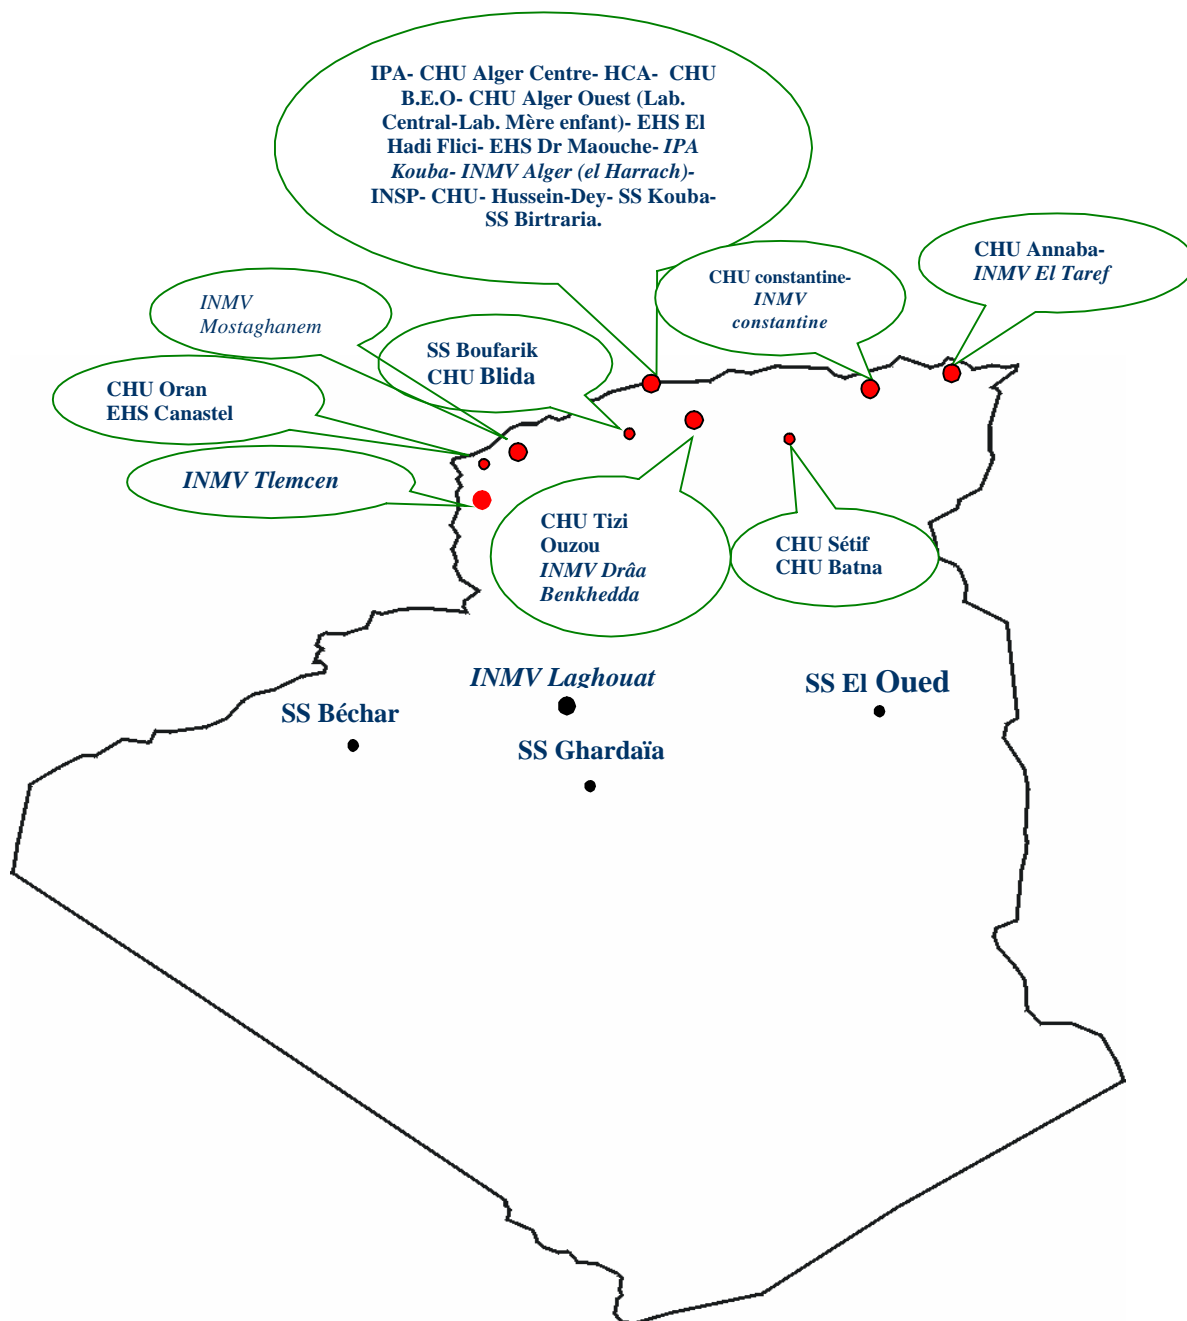 IPA- CHU Alger Centre- HCA- CHU
B.E.O- CHU Alger Ouest (Lab.
Central-Lab. Mère enfant)- EHS El
Hadi Flici- EHS Dr Maouche- IPA
Kouba- INMV Alger (el Harrach)-
INSP- CHU- Hussein-Dey- SS Kouba-
SS Birtraria.
CHU Annaba-
INMV El Taref
CHU constantine-
INMV
constantine
INMV
Mostaghanem
SS Boufarik
CHU Blida
CHU Oran
EHS Canastel
INMV Tlemcen
CHU Tizi
Ouzou
INMV Drâa
Benkhedda
CHU Sétif
CHU Batna
INMV Laghouat
SS El Oued
SS Béchar
SS Ghardaïa